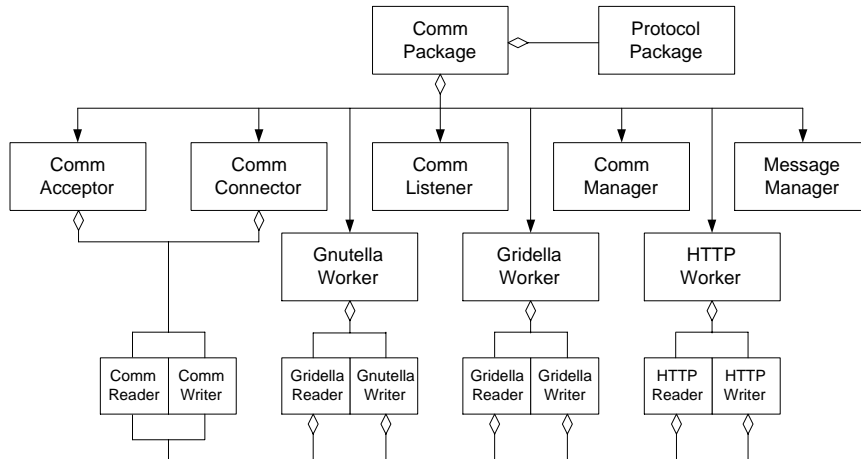 Comm
Package
Protocol
Package
Comm
Acceptor
Comm
Connector
Comm
Listener
Comm
Manager
Message
Manager
Gnutella
Worker
Gridella
Worker
HTTP
Worker
Comm
Reader
Comm
Writer
Gridella
Reader
Gnutella
Writer
Gridella
Reader
Gridella
Writer
HTTP
Reader
HTTP
Writer